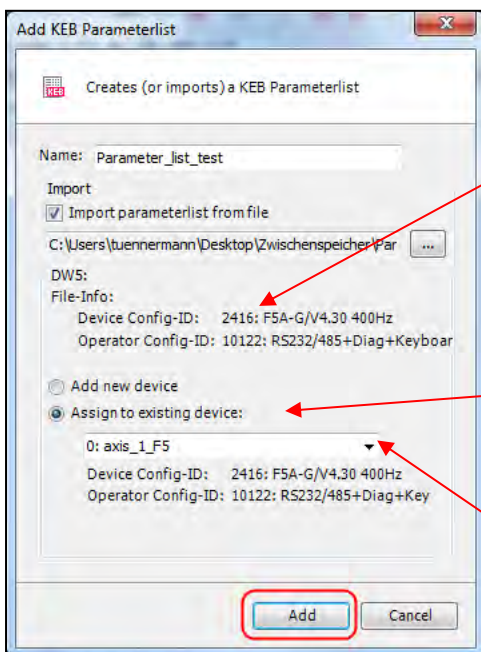 Add KEB Parameterlist
x
KEB
Creates (or imports) a KEB Parameterlist
Name: Parameter_list_test
Import
Import parameterlist from file
C:\Users\tuennermann\Desktop\Zwischenspeicher\Par ...
DW5:
File-Info:
Device Config-ID: 2416: F5A-G/V4.30 400Hz
Operator Config-ID: 10122: RS232/485+Diag+Keyboar
Add new device
Assign to existing device:
0: axis_1_F5
Device Config-ID: 2416: F5A-G/V4.30 400Hz
Operator Config-ID: 10122: RS232/485+Diag+Key
Add Cancel